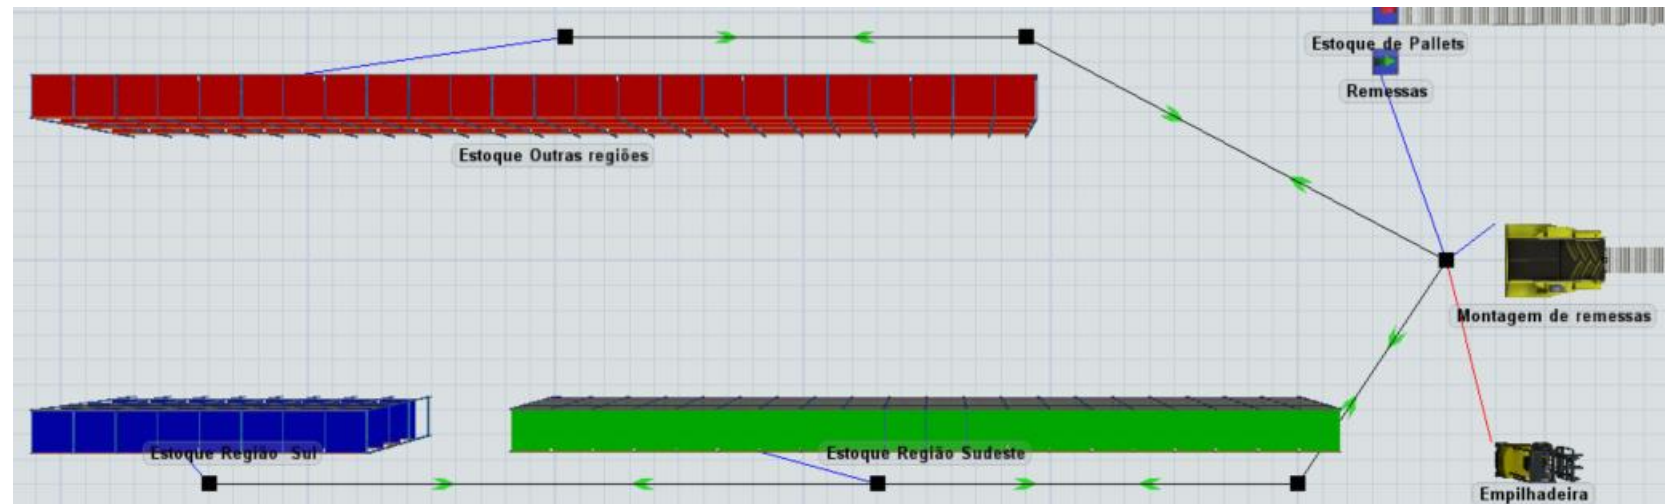 Estoque de Pallets
Remessas
Estoque Outras regiões
Montagem de remessas
Estoque Região Sul
Estoque Região Sudeste
Empilhadeira